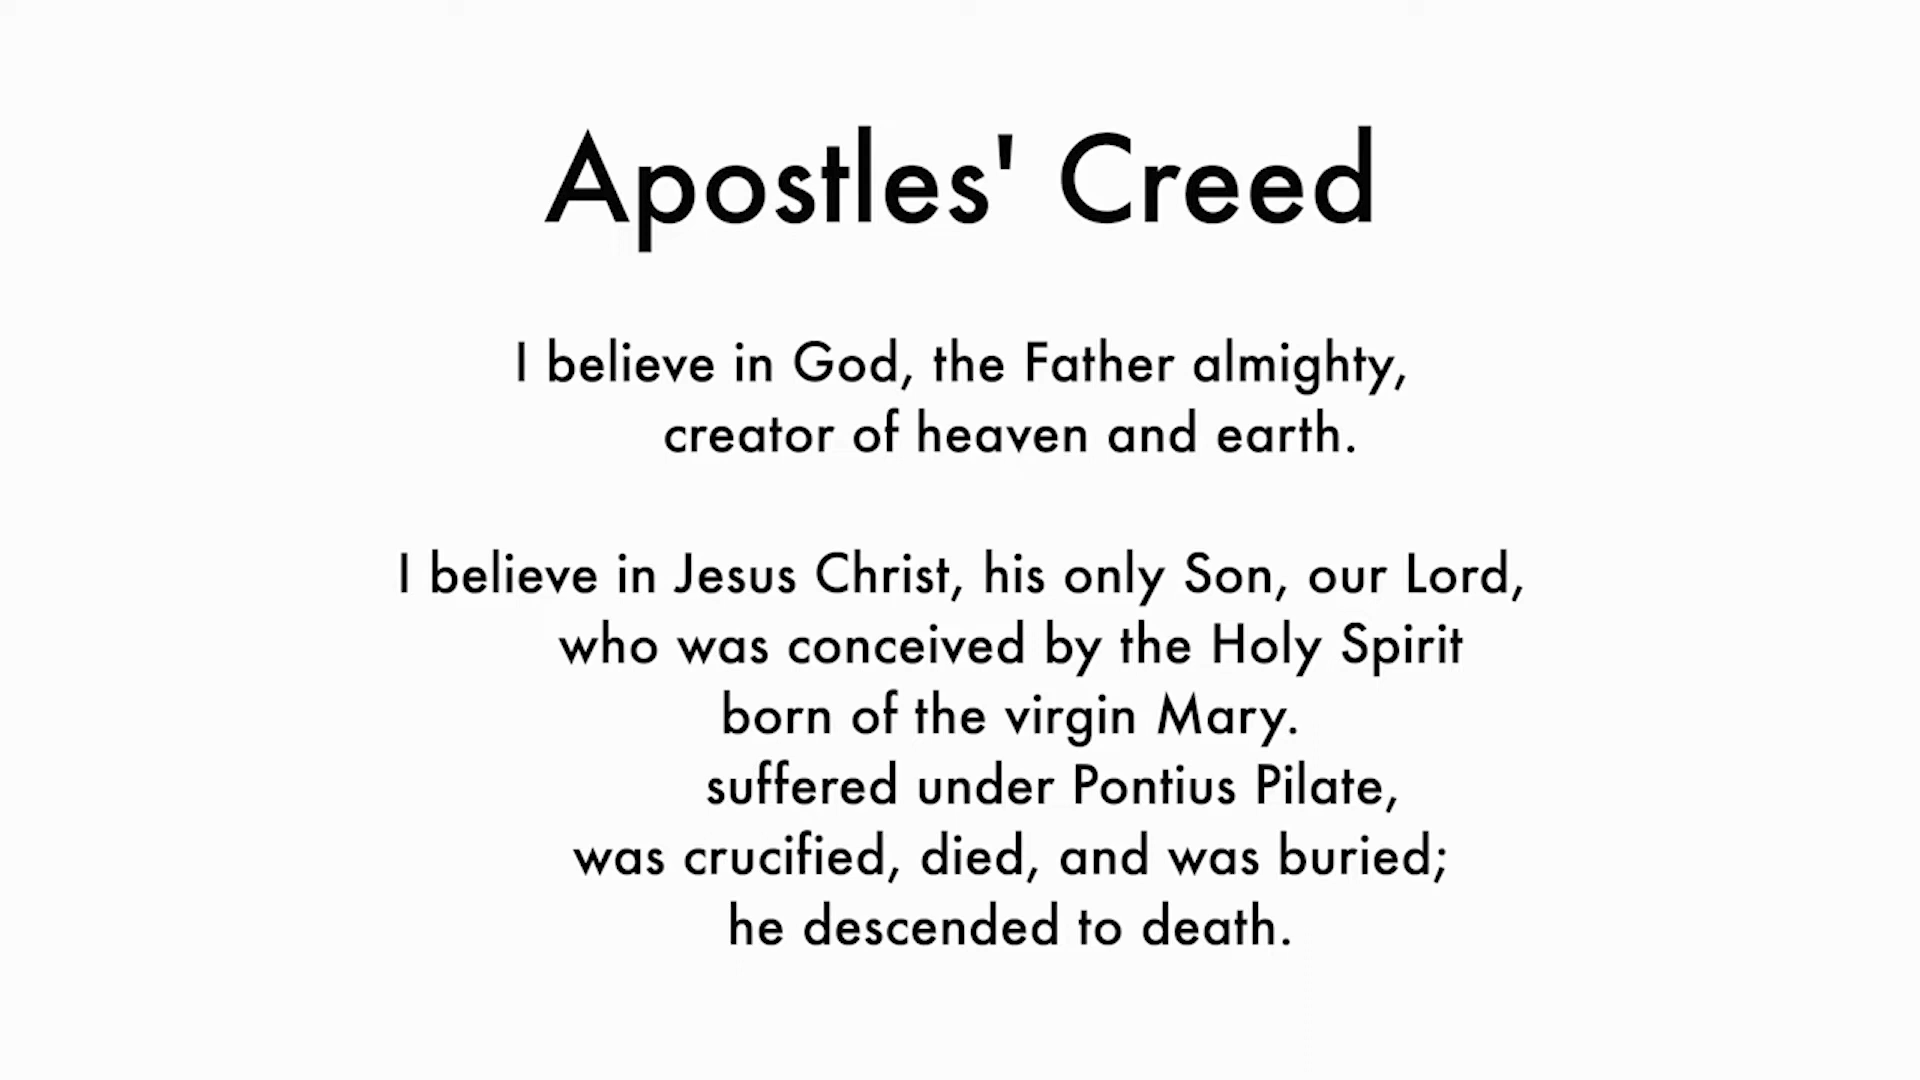 Apostles' Creed
I believe in God, the Father almighty,
creator of heaven and earth.
I believe in Jesus Christ, his only Son, our Lord,
who was conceived by the Holy Spirit
born of the virgin Mary.
suffered under Pontius Pilate,
was crucified, died, and was buried;
he descended to death.